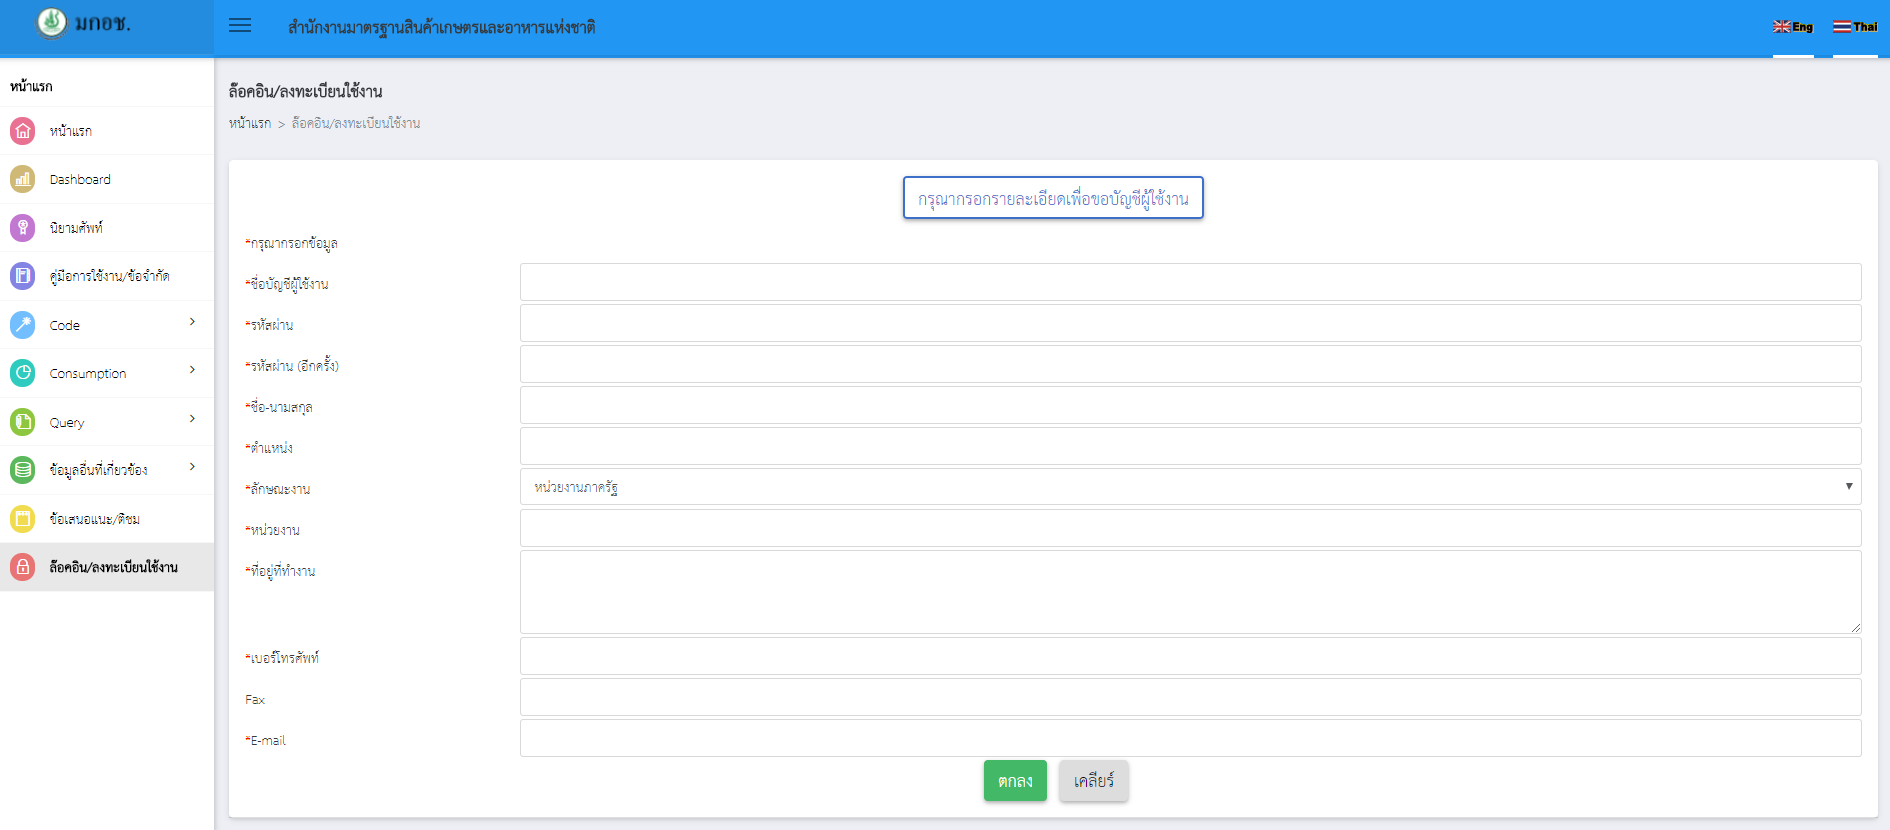 มกอช.
สำนักงานมาตรฐานสินค้าเกษตรและอาหารแห่งชาติ
Eng
Thai
หน้าแรก
หน้าแรก
Dashboard
นิยามศัพท์
คู่มือการใช้งาน/ข้อจำกัด
Code
Consumption
Query
ข้อมูลอื่นที่เกี่ยวข้อง
ข้อเสนอแนะ/ติชม
ล๊อคอิน/ลงทะเบียนใช้งาน
ล๊อคอิน/ลงทะเบียนใช้งาน
หน้าแรก > ล๊อคอิน/ลงทะเบียนใช้งาน
กรุณากรอกรายละเอียดเพื่อขอบัญชีผู้ใช้งาน
*กรุณากรอกข้อมูล
*ชื่อบัญชีผู้ใช้งาน
*รหัสผ่าน
*รหัสผ่าน (อีกครั้ง)
*ชื่อ-นามสกุล
*ตำแหน่ง
*ลักษณะงาน
หน่วยงานภาครัฐ
*หน่วยงาน
*ที่อยู่ที่ทำงาน
*เบอร์โทรศัพท์
Fax
*E-mail
ตกลง
เคลียร์